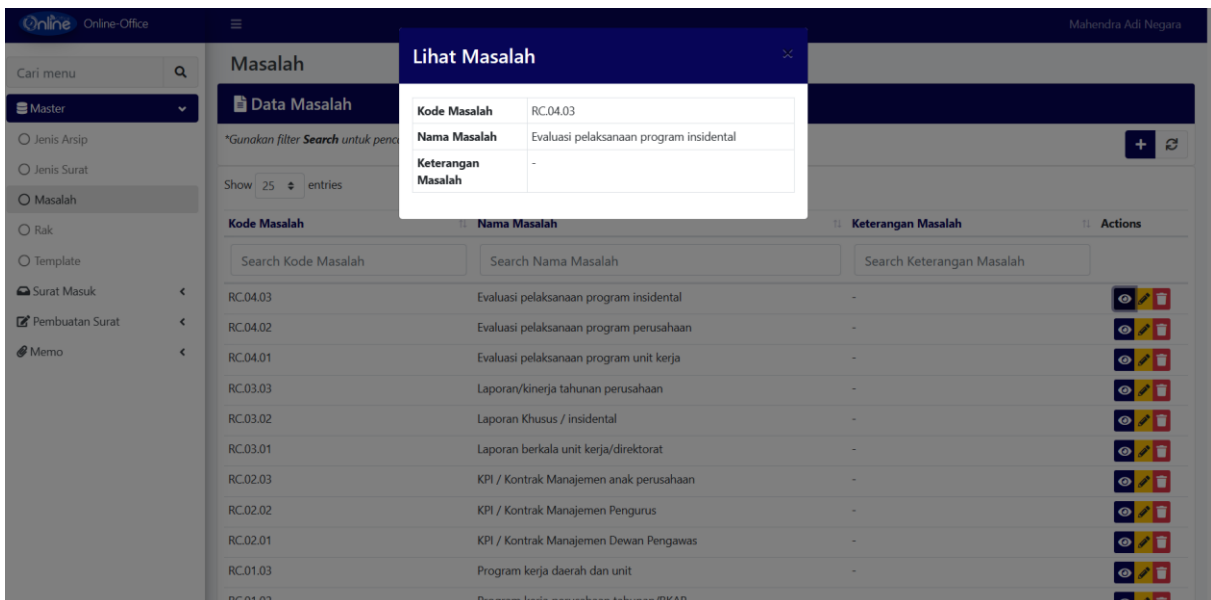 Online Online-Office
Mahendra Adi Negara
Cari menu
Master
Jenis Arsip
Jenis Surat
Masalah
Rak
Template
Surat Masuk
Pembuatan Surat
Memo
Masalah
Data Masalah
*Gunakan filter Search untuk penc
Show 25 entries
Lihat Masalah
Kode Masalah RC.04.03
Nama Masalah Evaluasi pelaksanaan program insidental
Keterangan
Masalah -
Kode Masalah Nama Masalah Keterangan Masalah Actions
Search Kode Masalah Search Nama Masalah Search Keterangan Masalah
RC.04.03 Evaluasi pelaksanaan program insidental -
RC.04.02 Evaluasi pelaksanaan program perusahaan -
RC.04.01 Evaluasi pelaksanaan program unit kerja -
RC.03.03 Laporan/kinerja tahunan perusahaan -
RC.03.02 Laporan Khusus / insidental -
RC.03.01 Laporan berkala unit kerja/direktorat -
RC.02.03 KPI / Kontrak Manajemen anak perusahaan -
RC.02.02 KPI / Kontrak Manajemen Pengurus -
RC.02.01 KPI / Kontrak Manajemen Dewan Pengawas -
RC.01.03 Program kerja daerah dan unit -